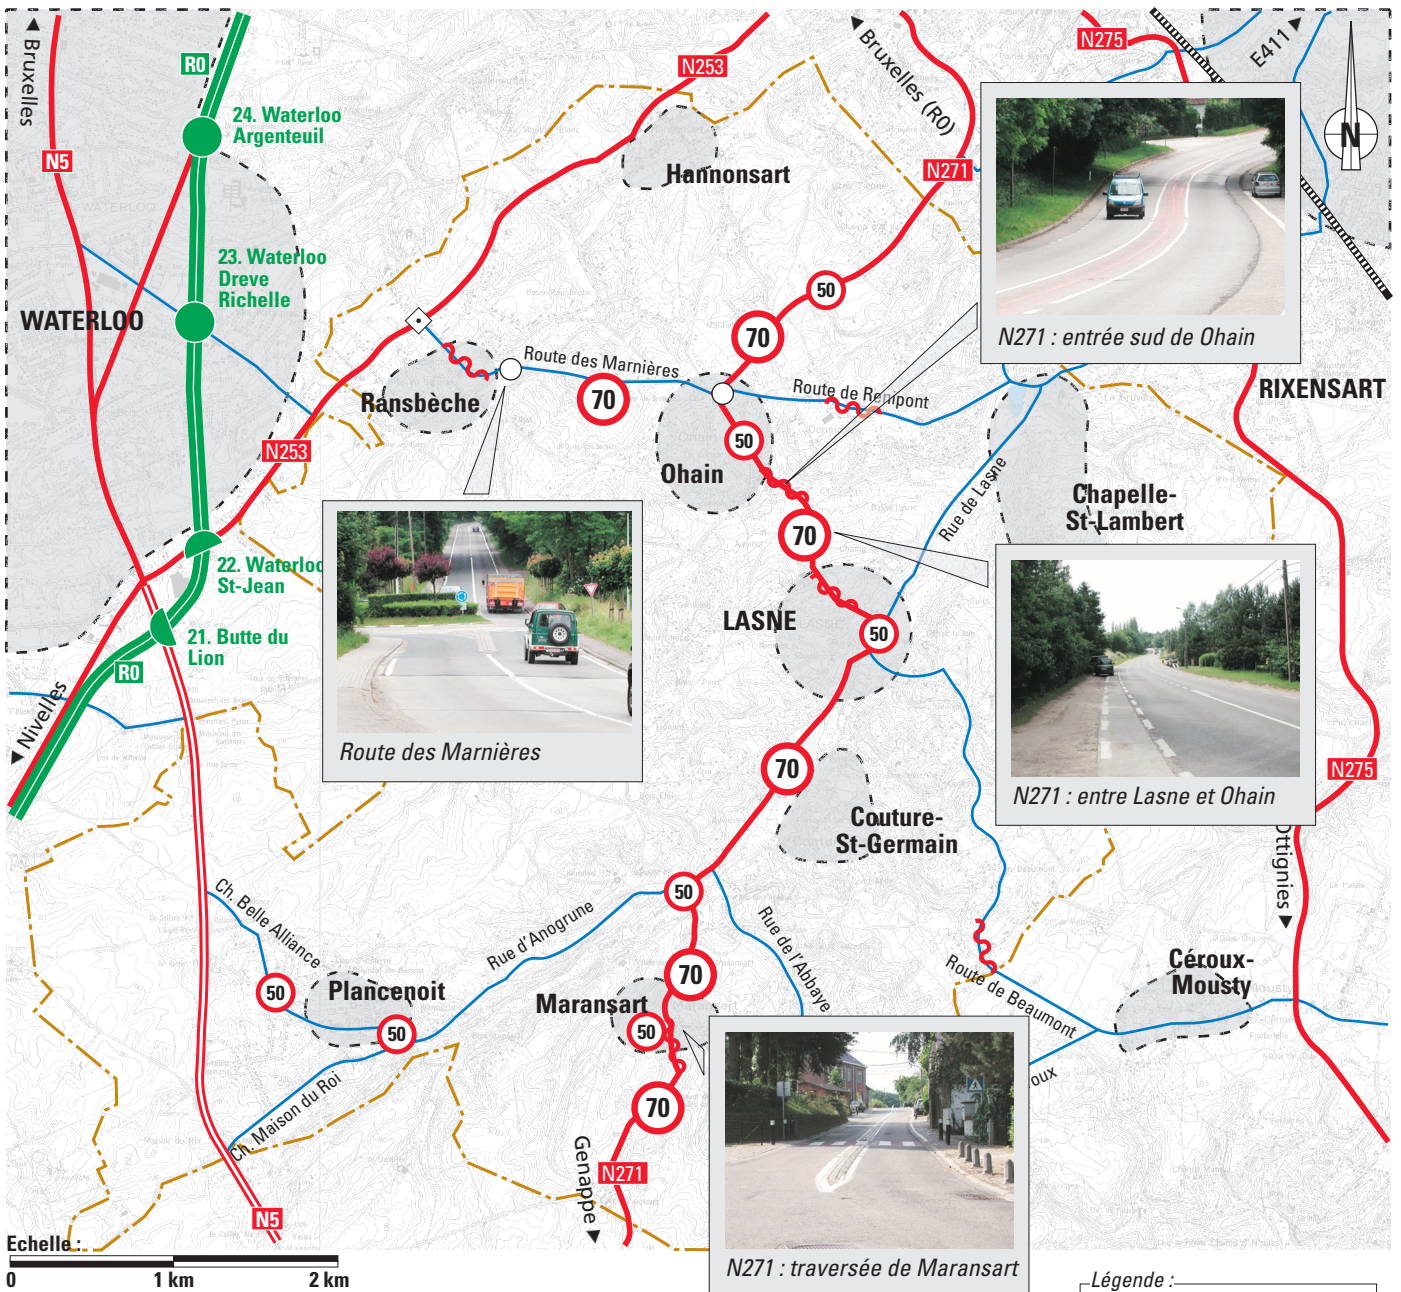 Bruxelles
R0
N253
Bruxelles (R0)
N275
E411
24. Waterloo
Argenteuil
N5
Hannonsart
N271
N
23. Waterloo
Dreve
Richelle
50
WATERLOO
70
N271 : entrée sud de Ohain
Route des Marnières
Route de Renipont
RIXENSART
Ransbèche
70
N253
50
Ohain
Rue de Lasne
Chapelle-
St-Lambert
70
22. Waterloo
St-Jean
LASNE
50
21. Butte du
Lion
R0
Nivelles
Route des Marnières
70
N275
N271 : entre Lasne et Ohain
Couture-
St-Germain
Ottignies
50
Ch. Belle Alliance
Rue d'Anogrune
Rue de l'Abbaye
70
Route de Beaumont
Céroux-
Mousty
Plancenoit
50
50
Maransart
50
oux
Ch. Maison du Roi
70
Genappe
N271
N5
Echelle :
0 1 km 2 km
N271 : traversée de Maransart
Légende :